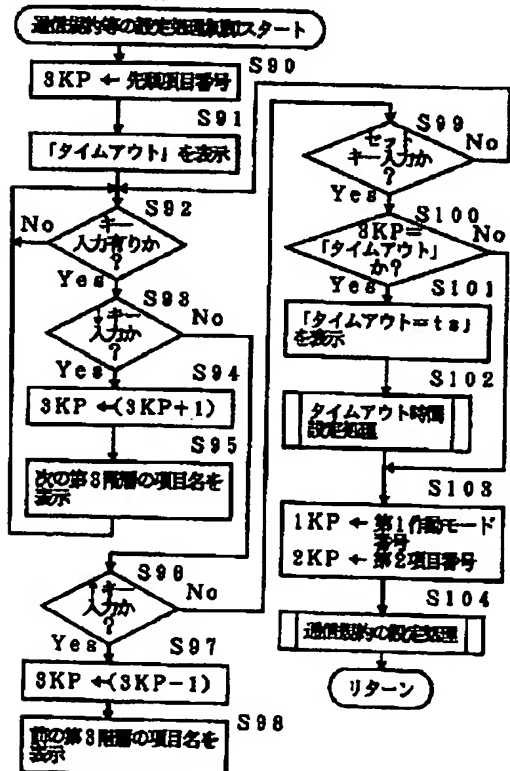 通信規約等の設定処理制御スタート
S90
3KP ← 先頭項目番号
S91
「タイムアウト」を表示
S92
キー
入力有りか
?
No
Yes
S93
↓キー
入力か
?
No
Yes
S94
3KP ←(3KP+1)
S95
次の第3階層の項目名を
表示
S96
↑キー
入力か
?
No
Yes
S97
3KP ←(3KP-1)
S98
前の第3階層の項目名を
表示
S99
セット
キー入力か
?
No
Yes
S100
3KP=
「タイムアウト」
か?
No
Yes
S101
「タイムアウト=ts」
を表示
S102
タイムアウト時間
設定処理
S103
1KP ← 第1作動モード
番号
2KP ← 第2項目番号
S104
通信規約の設定処理
リターン